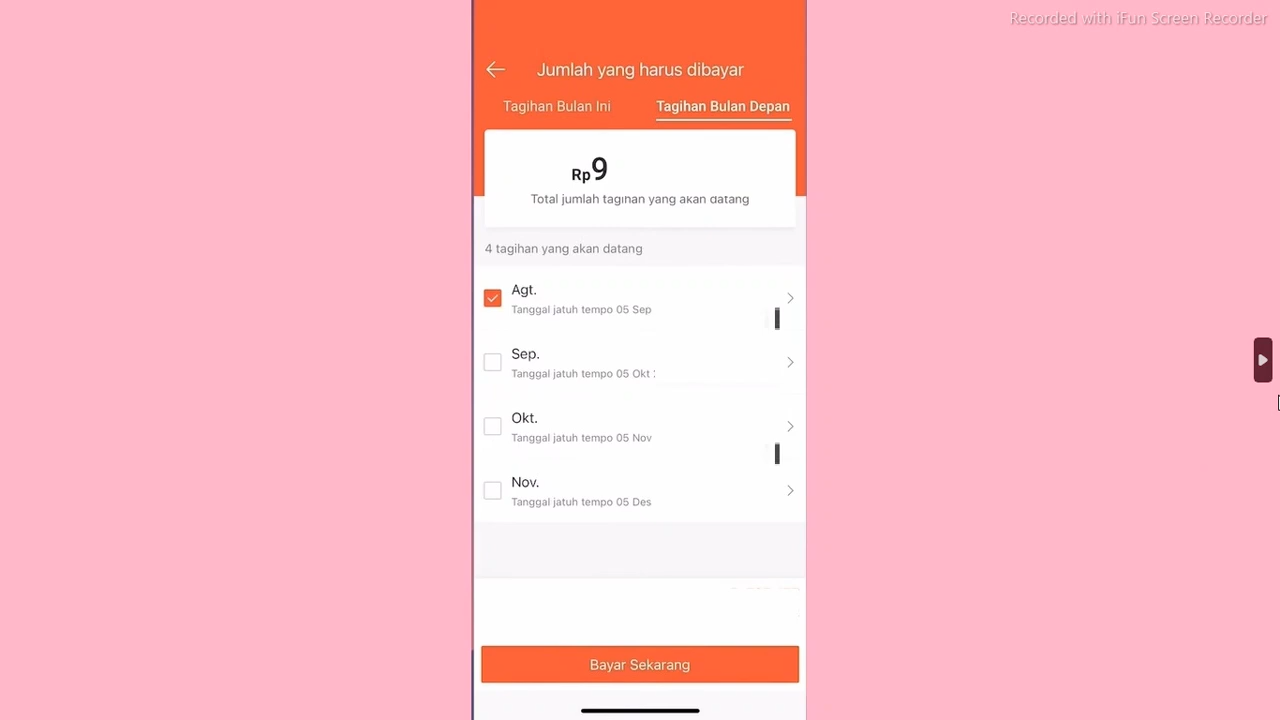 Recorded with iFun Screen Recorder
Jumlah yang harus dibayar
Tagihan Bulan Ini
Tagihan Bulan Depan
Rp9
Total jumlah tagihan yang akan datang
4 tagihan yang akan datang
Agt.
Tanggal jatuh tempo 05 Sep
Sep.
Tanggal jatuh tempo 05 Okt
Okt.
Tanggal jatuh tempo 05 Nov
Nov.
Tanggal jatuh tempo 05 Des
Bayar Sekarang